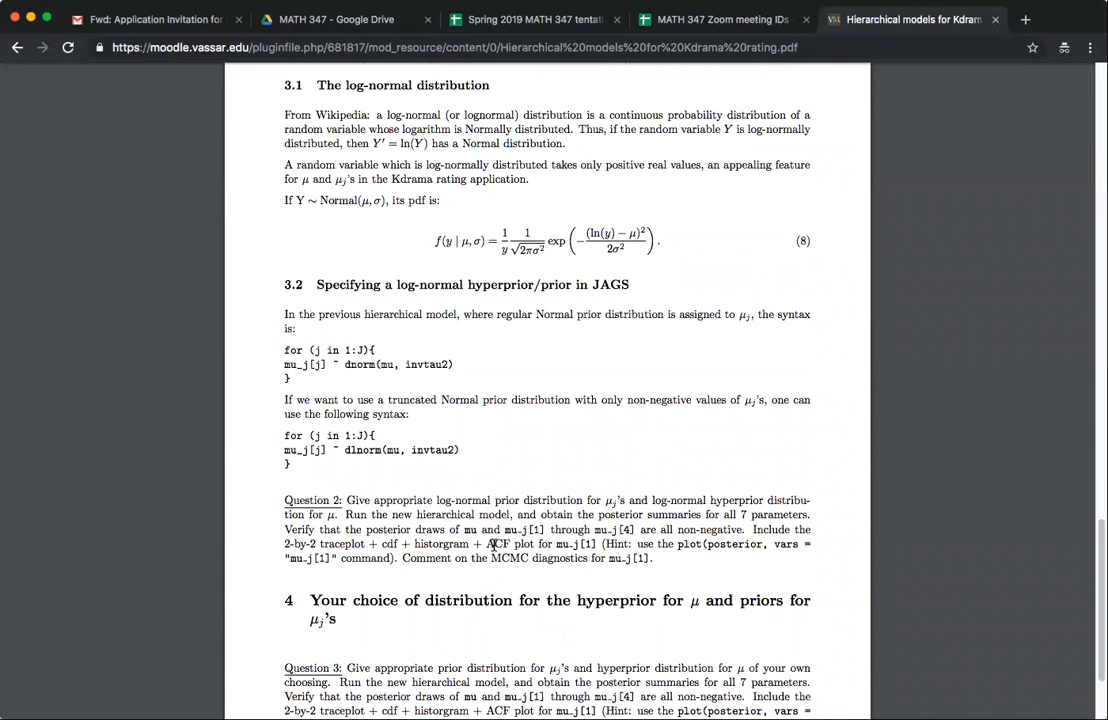 Fwd: Application Invitation for
MATH 347 - Google Drive
Spring 2019 MATH 347 tentati
MATH 347 Zoom meeting IDs -
Hierarchical models for Kdram
https://moodle.vassar.edu/pluginfile.php/681817/mod_resource/content/0/Hierarchical%20models%20for%20Kdrama%20rating.pdf
3.1 The log-normal distribution
From Wikipedia: a log-normal (or lognormal) distribution is a continuous probability distribution of a
random variable whose logarithm is Normally distributed. Thus, if the random variable Y is log-normally
distributed, then Y′ = ln(Y) has a Normal distribution.
A random variable which is log-normally distributed takes only positive real values, an appealing feature
for μ and μj's in the Kdrama rating application.
If Y ∼ Normal(μ, σ), its pdf is:
f(y | μ, σ) = 1/y 1/√2πσ² exp (−(ln(y) − μ)²/2σ²). (8)
3.2 Specifying a log-normal hyperprior/prior in JAGS
In the previous hierarchical model, where regular Normal prior distribution is assigned to μj, the syntax
is:
for (j in 1:J){
mu_j[j] ~ dnorm(mu, invtau2)
}
If we want to use a truncated Normal prior distribution with only non-negative values of μj's, one can
use the following syntax:
for (j in 1:J){
mu_j[j] ~ dlnorm(mu, invtau2)
}
Question 2: Give appropriate log-normal prior distribution for μj's and log-normal hyperprior distribu-
tion for μ. Run the new hierarchical model, and obtain the posterior summaries for all 7 parameters.
Verify that the posterior draws of mu and mu_j[1] through mu_j[4] are all non-negative. Include the
2-by-2 traceplot + cdf + historgram + ACF plot for mu_j[1] (Hint: use the plot(posterior, vars =
"mu_j[1]" command). Comment on the MCMC diagnostics for mu_j[1].
4 Your choice of distribution for the hyperprior for μ and priors for
μj's
Question 3: Give appropriate prior distribution for μj's and hyperprior distribution for μ of your own
choosing. Run the new hierarchical model, and obtain the posterior summaries for all 7 parameters.
Verify that the posterior draws of mu and mu_j[1] through mu_j[4] are all non-negative. Include the
2-by-2 traceplot + cdf + historgram + ACF plot for mu_j[1] (Hint: use the plot(posterior, vars =